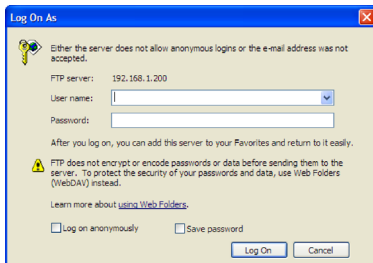 Log On As
Either the server does not allow anonymous logins or the e-mail address was not
accepted.
FTP server: 192.168.1.200
User name:
Password:
After you log on, you can add this server to your Favorites and return to it easily.
FTP does not encrypt or encode passwords or data before sending them to the
server. To protect the security of your passwords and data, use Web Folders
(WebDAV) instead.
Learn more about using Web Folders.
Log on anonymously Save password
Log On Cancel